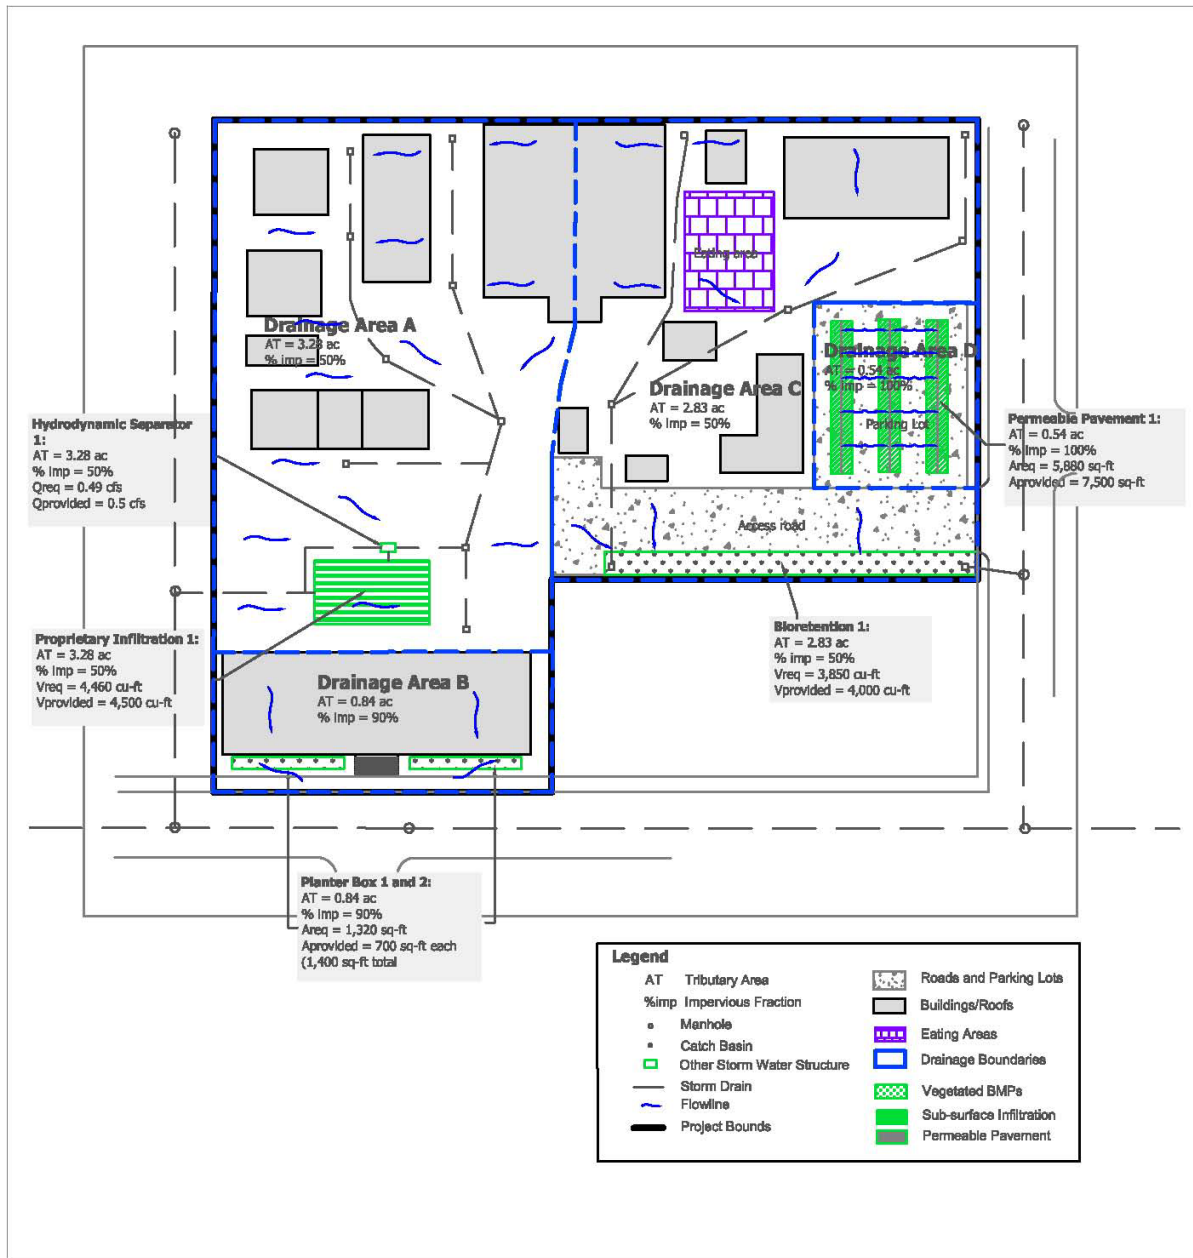 Eating area
Drainage Area A
AT = 3.28 ac
% imp = 50%
Drainage Area D
AT = 0.54 ac
% imp = 100%
Parking Lot
Drainage Area C
AT = 2.83 ac
% imp = 50%
Hydrodynamic Separator
1:
AT = 3.28 ac
% imp = 50%
Qreq = 0.49 cfs
Qprovided = 0.5 cfs
Permeable Pavement 1:
AT = 0.54 ac
% imp = 100%
Areq = 5,880 sq-ft
Aprovided = 7,500 sq-ft
Access road
Proprietary Infiltration 1:
AT = 3.28 ac
% imp = 50%
Vreq = 4,460 cu-ft
Vprovided = 4,500 cu-ft
Bioretention 1:
AT = 2.83 ac
% imp = 50%
Vreq = 3,850 cu-ft
Vprovided = 4,000 cu-ft
Drainage Area B
AT = 0.84 ac
% imp = 90%
Planter Box 1 and 2:
AT = 0.84 ac
% imp = 90%
Areq = 1,320 sq-ft
Aprovided = 700 sq-ft each
(1,400 sq-ft total
Legend
AT Tributary Area
%imp Impervious Fraction
Manhole
Catch Basin
Other Storm Water Structure
Storm Drain
Flowline
Project Bounds
Roads and Parking Lots
Buildings/Roofs
Eating Areas
Drainage Boundaries
Vegetated BMPs
Sub-surface Infiltration
Permeable Pavement